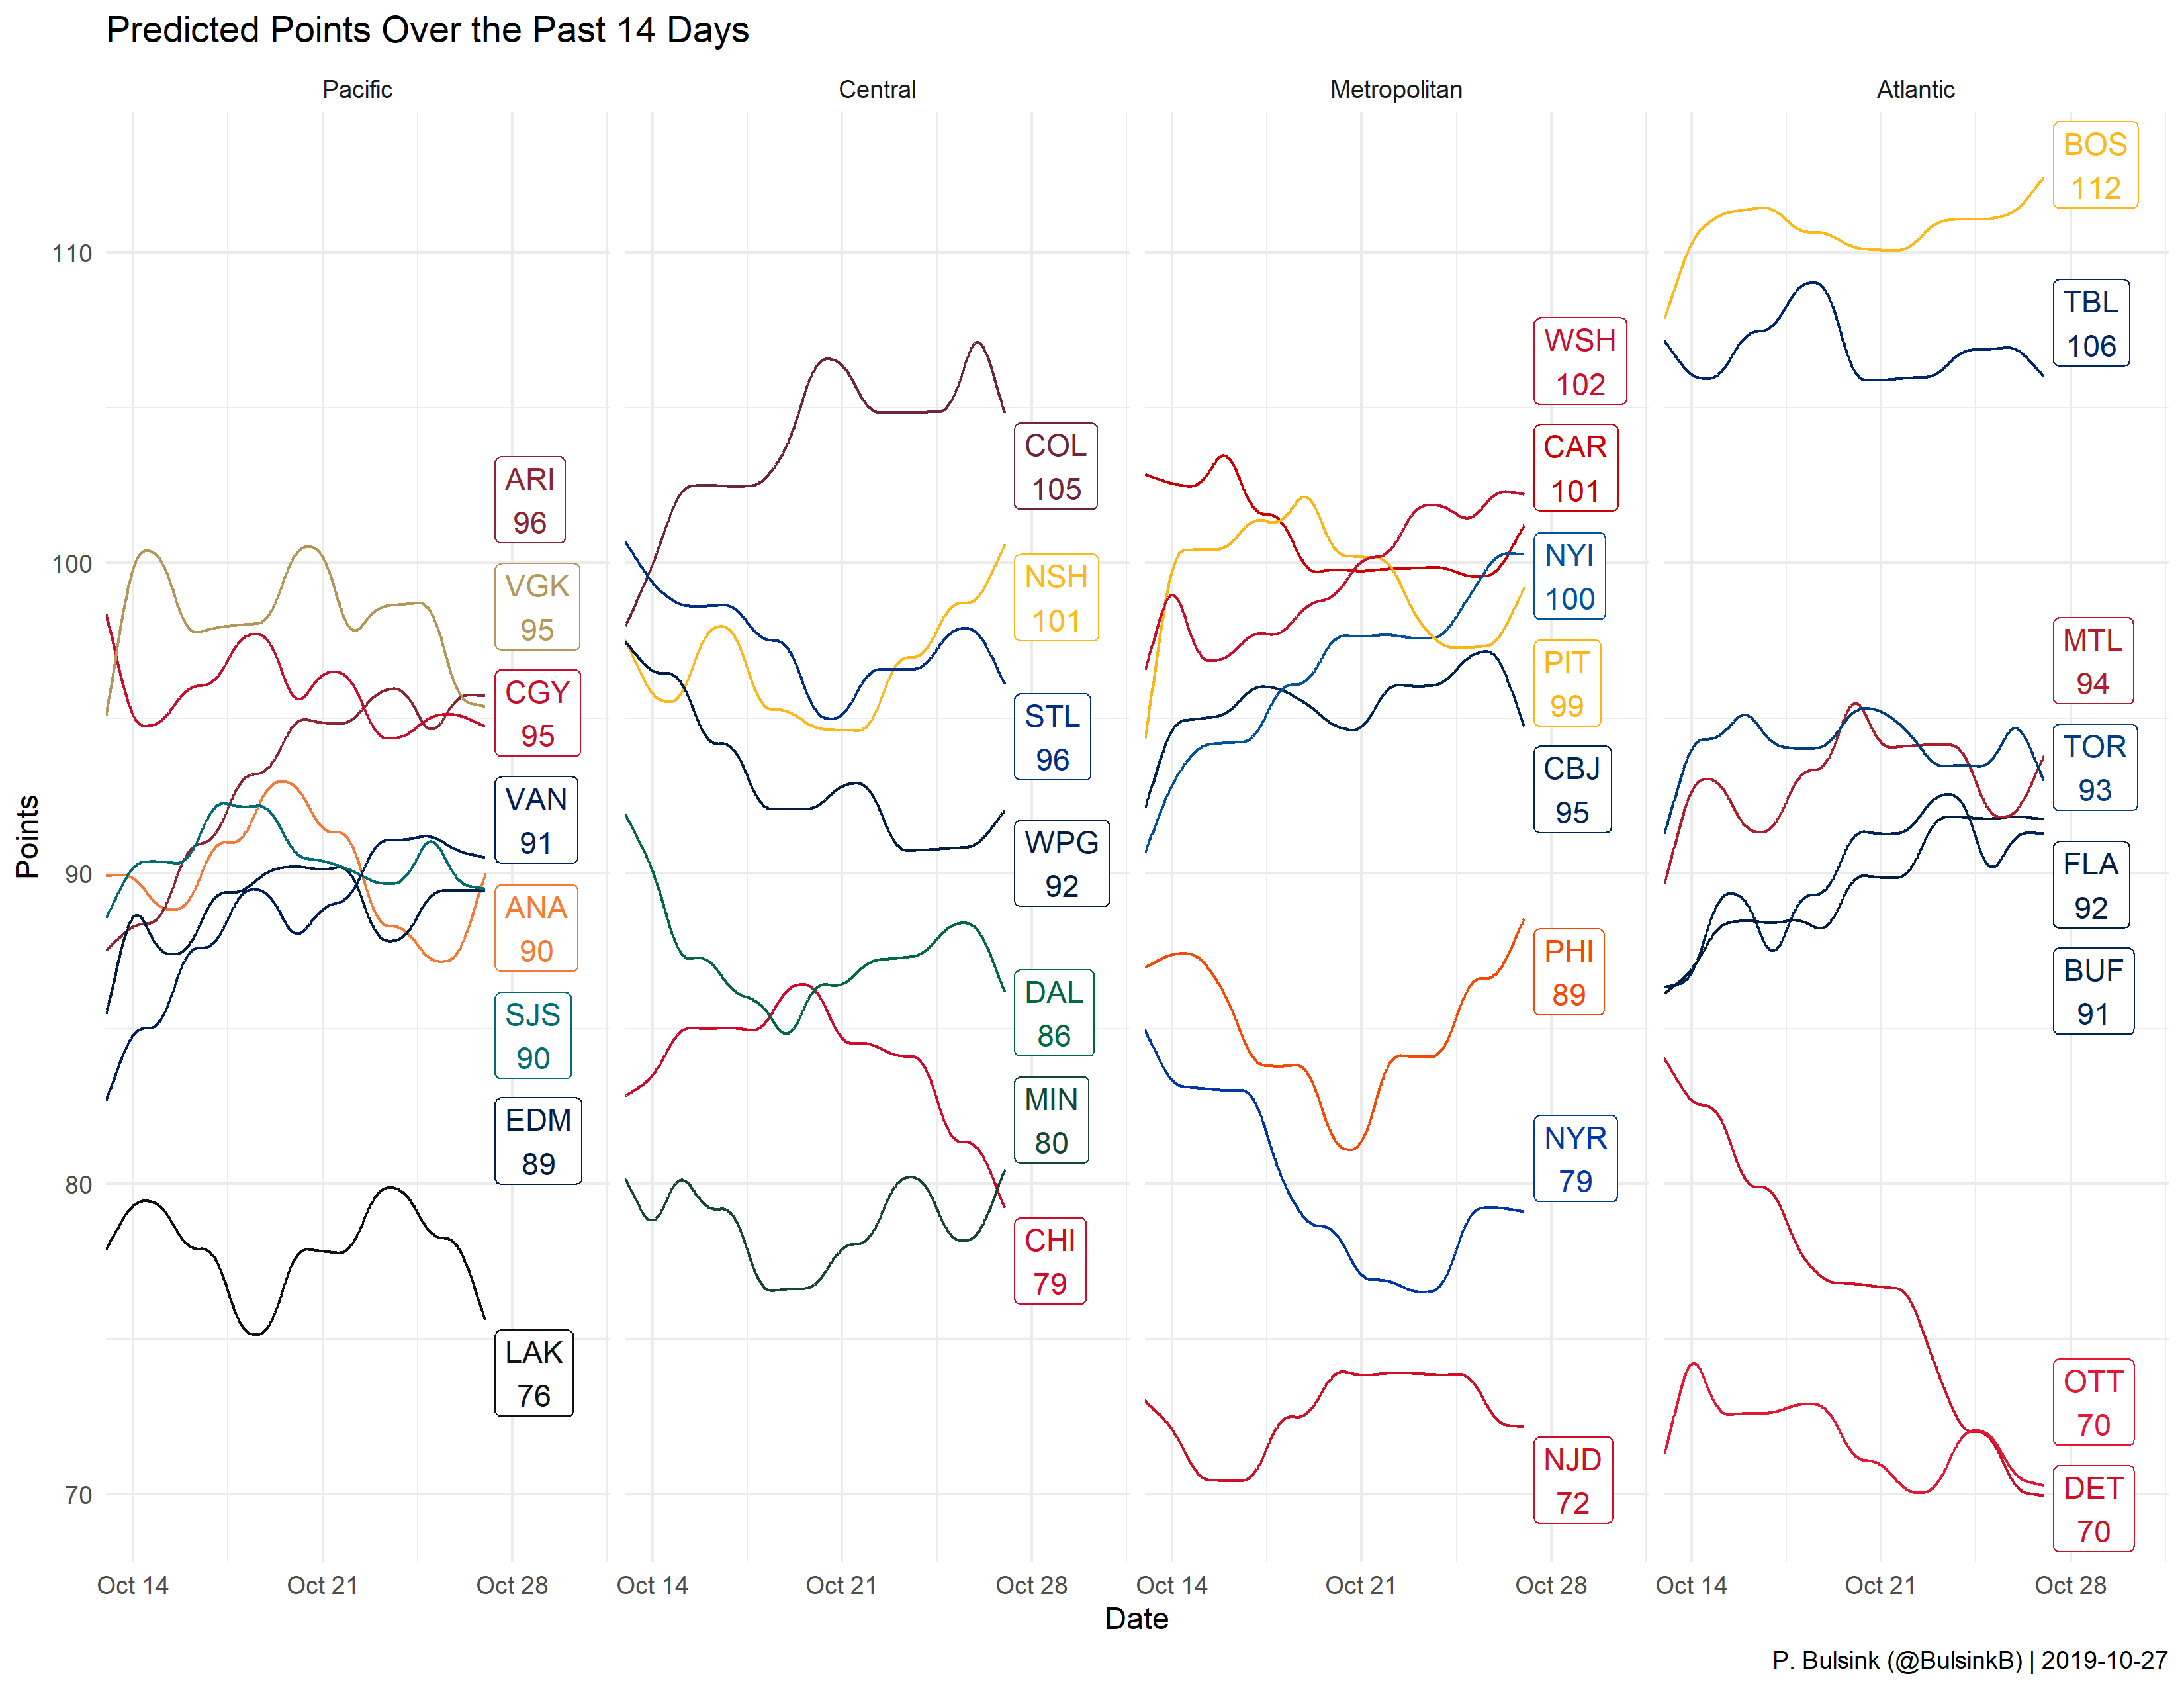 Predicted Points Over the Past 14 Days
Pacific
Central
Metropolitan
Atlantic
Points
110
100
90
80
70
ARI
96
VGK
95
CGY
95
VAN
91
ANA
90
SJS
90
EDM
89
LAK
76
COL
105
NSH
101
STL
96
WPG
92
DAL
86
MIN
80
CHI
79
WSH
102
CAR
101
NYI
100
PIT
99
CBJ
95
PHI
89
NYR
79
NJD
72
BOS
112
TBL
106
MTL
94
TOR
93
FLA
92
BUF
91
OTT
70
DET
70
Oct 14
Oct 21
Oct 28
Oct 14
Oct 21
Oct 28
Oct 14
Oct 21
Oct 28
Oct 14
Oct 21
Oct 28
Date
P. Bulsink (@BulsinkB) | 2019-10-27